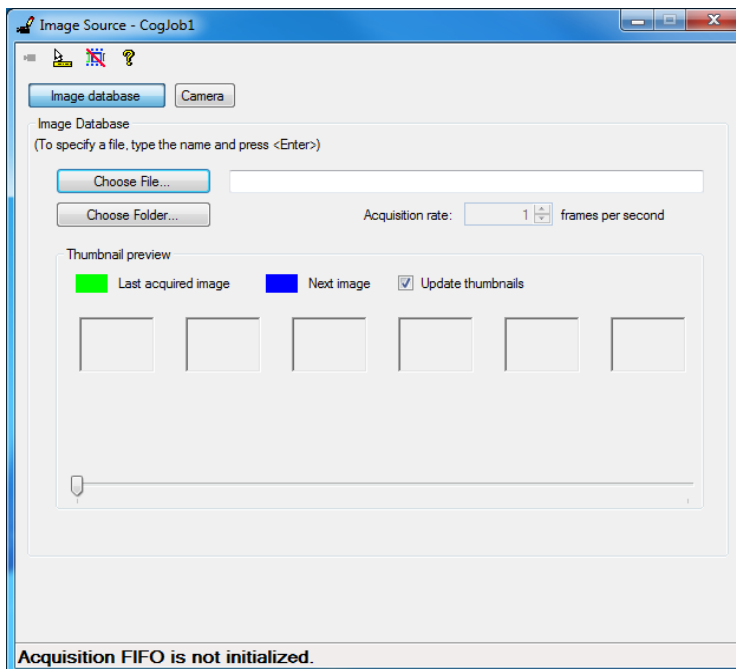 Image Source - CogJob1
Image database
Camera
Image Database
(To specify a file, type the name and press <Enter>)
Choose File...
Choose Folder...
Acquisition rate: 1 frames per second
Thumbnail preview
Last acquired image
Next image
Update thumbnails
Acquisition FIFO is not initialized.